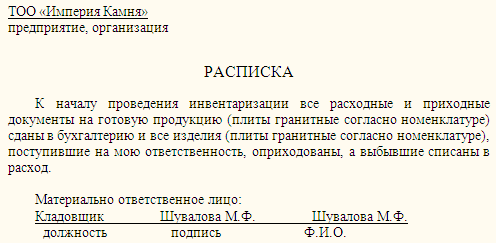 ТОО «Империя Камня»
предприятие, организация
РАСПИСКА
К началу проведения инвентаризации все расходные и приходные
документы на готовую продукцию (плиты гранитные согласно номенклатуре)
сданы в бухгалтерию и все изделия (плиты гранитные согласно номенклатуре),
поступившие на мою ответственность, оприходованы, а выбывшие списаны в
расход.
Материально ответственное лицо:
Кладовщик Шувалова М.Ф. Шувалова М.Ф.
должность подпись Ф.И.О.